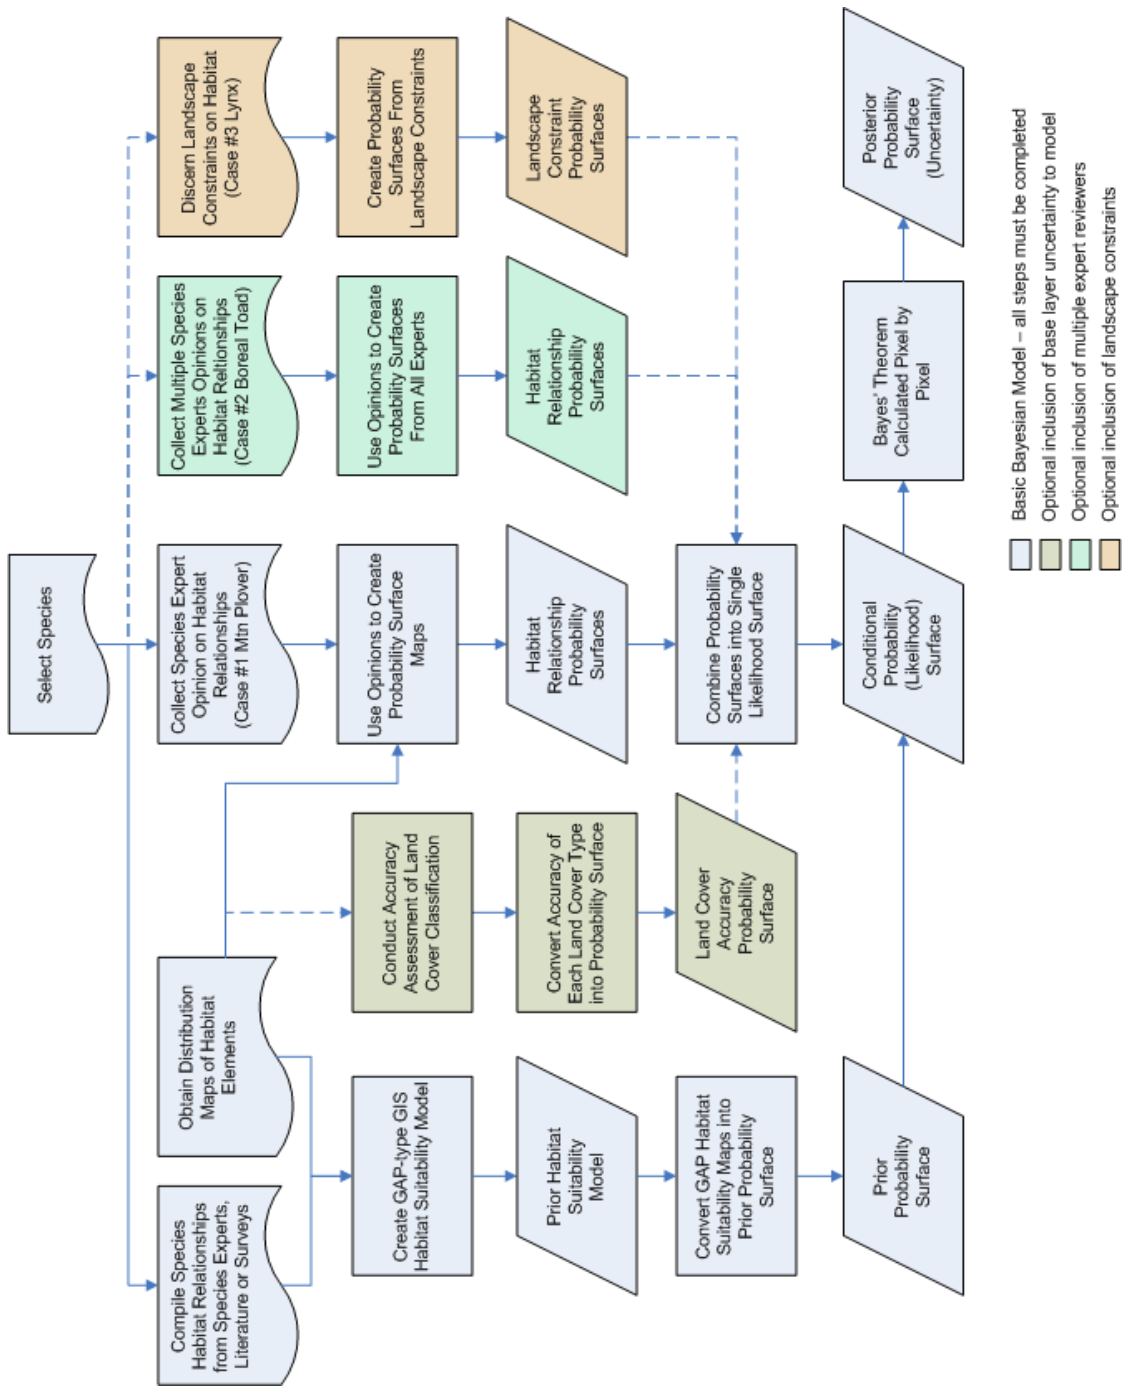 Select Species
Compile Species
Habitat Relationships
from Species Experts,
Literature or Surveys
Obtain Distribution
Maps of Habitat
Elements
Collect Species Expert
Opinion on Habitat
Relationships
(Case #1 Mtn Plover)
Collect Multiple Species
Experts Opinions on
Habitat Reltionships
(Case #2 Boreal Toad)
Discern Landscape
Constraints on Habitat
(Case #3 Lynx)
Create GAP-type GIS
Habitat Suitability Model
Conduct Accuracy
Assessment of Land
Cover Classification
Use Opinions to Create
Probability Surface
Maps
Use Opinions to Create
Probability Surfaces
From All Experts
Create Probability
Surfaces From
Landscape Constraints
Prior Habitat
Suitability
Model
Convert Accuracy of
Each Land Cover Type
into Probability Surface
Habitat
Relationship
Probability
Surfaces
Habitat
Relationship
Probability
Surfaces
Landscape
Constraint
Probability
Surfaces
Convert GAP Habitat
Suitability Maps into
Prior Probability
Surface
Land Cover
Accuracy
Probability
Surface
Combine Probability
Surfaces into Single
Likelihood Surface
Prior
Probability
Surface
Conditional
Probability
(Likelihood)
Surface
Bayes' Theorem
Calculated Pixel by
Pixel
Posterior
Probability
Surface
(Uncertainty)
Basic Bayesian Model – all steps must be completed
Optional inclusion of base layer uncertainty to model
Optional inclusion of multiple expert reviewers
Optional inclusion of landscape constraints